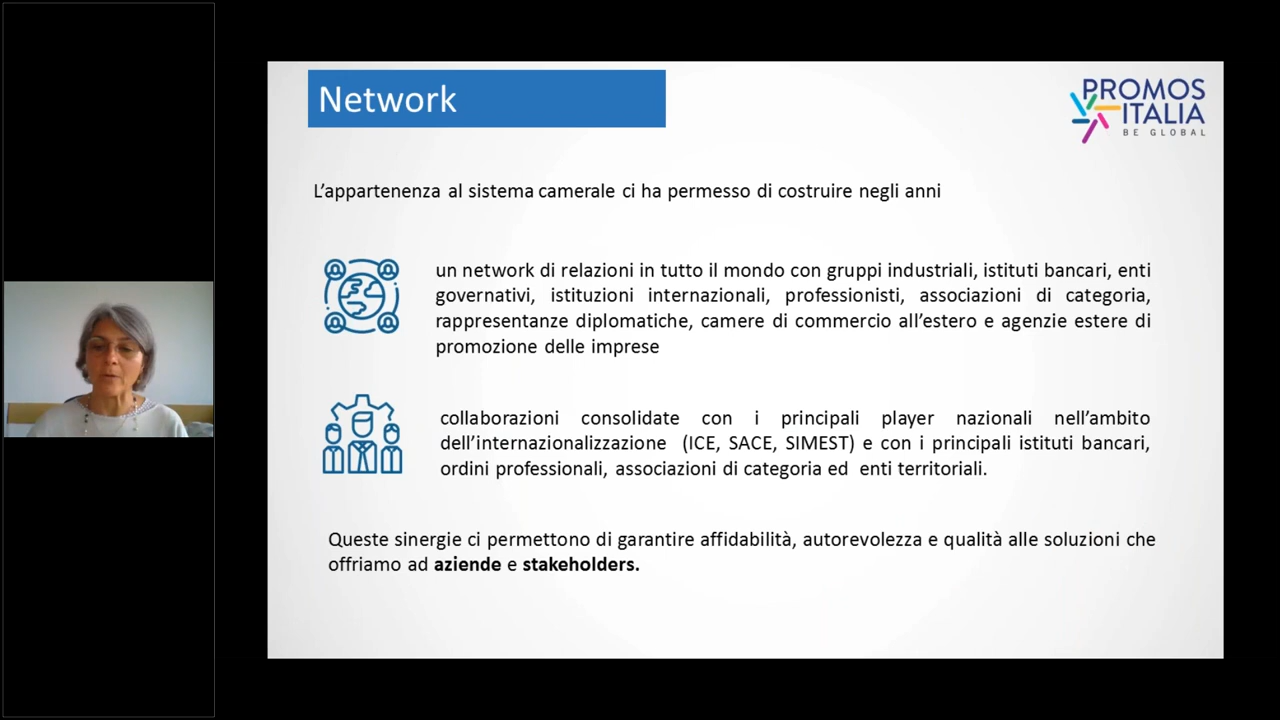 Network
PROMOS
ITALIA
BE GLOBAL
L'appartenenza al sistema camerale ci ha permesso di costruire negli anni
un network di relazioni in tutto il mondo con gruppi industriali, istituti bancari, enti
governativi, istituzioni internazionali, professionisti, associazioni di categoria,
rappresentanze diplomatiche, camere di commercio all'estero e agenzie estere di
promozione delle imprese
collaborazioni consolidate con i principali player nazionali nell'ambito
dell'internazionalizzazione (ICE, SACE, SIMEST) e con i principali istituti bancari,
ordini professionali, associazioni di categoria ed enti territoriali.
Queste sinergie ci permettono di garantire affidabilità, autorevolezza e qualità alle soluzioni che
offriamo ad aziende e stakeholders.